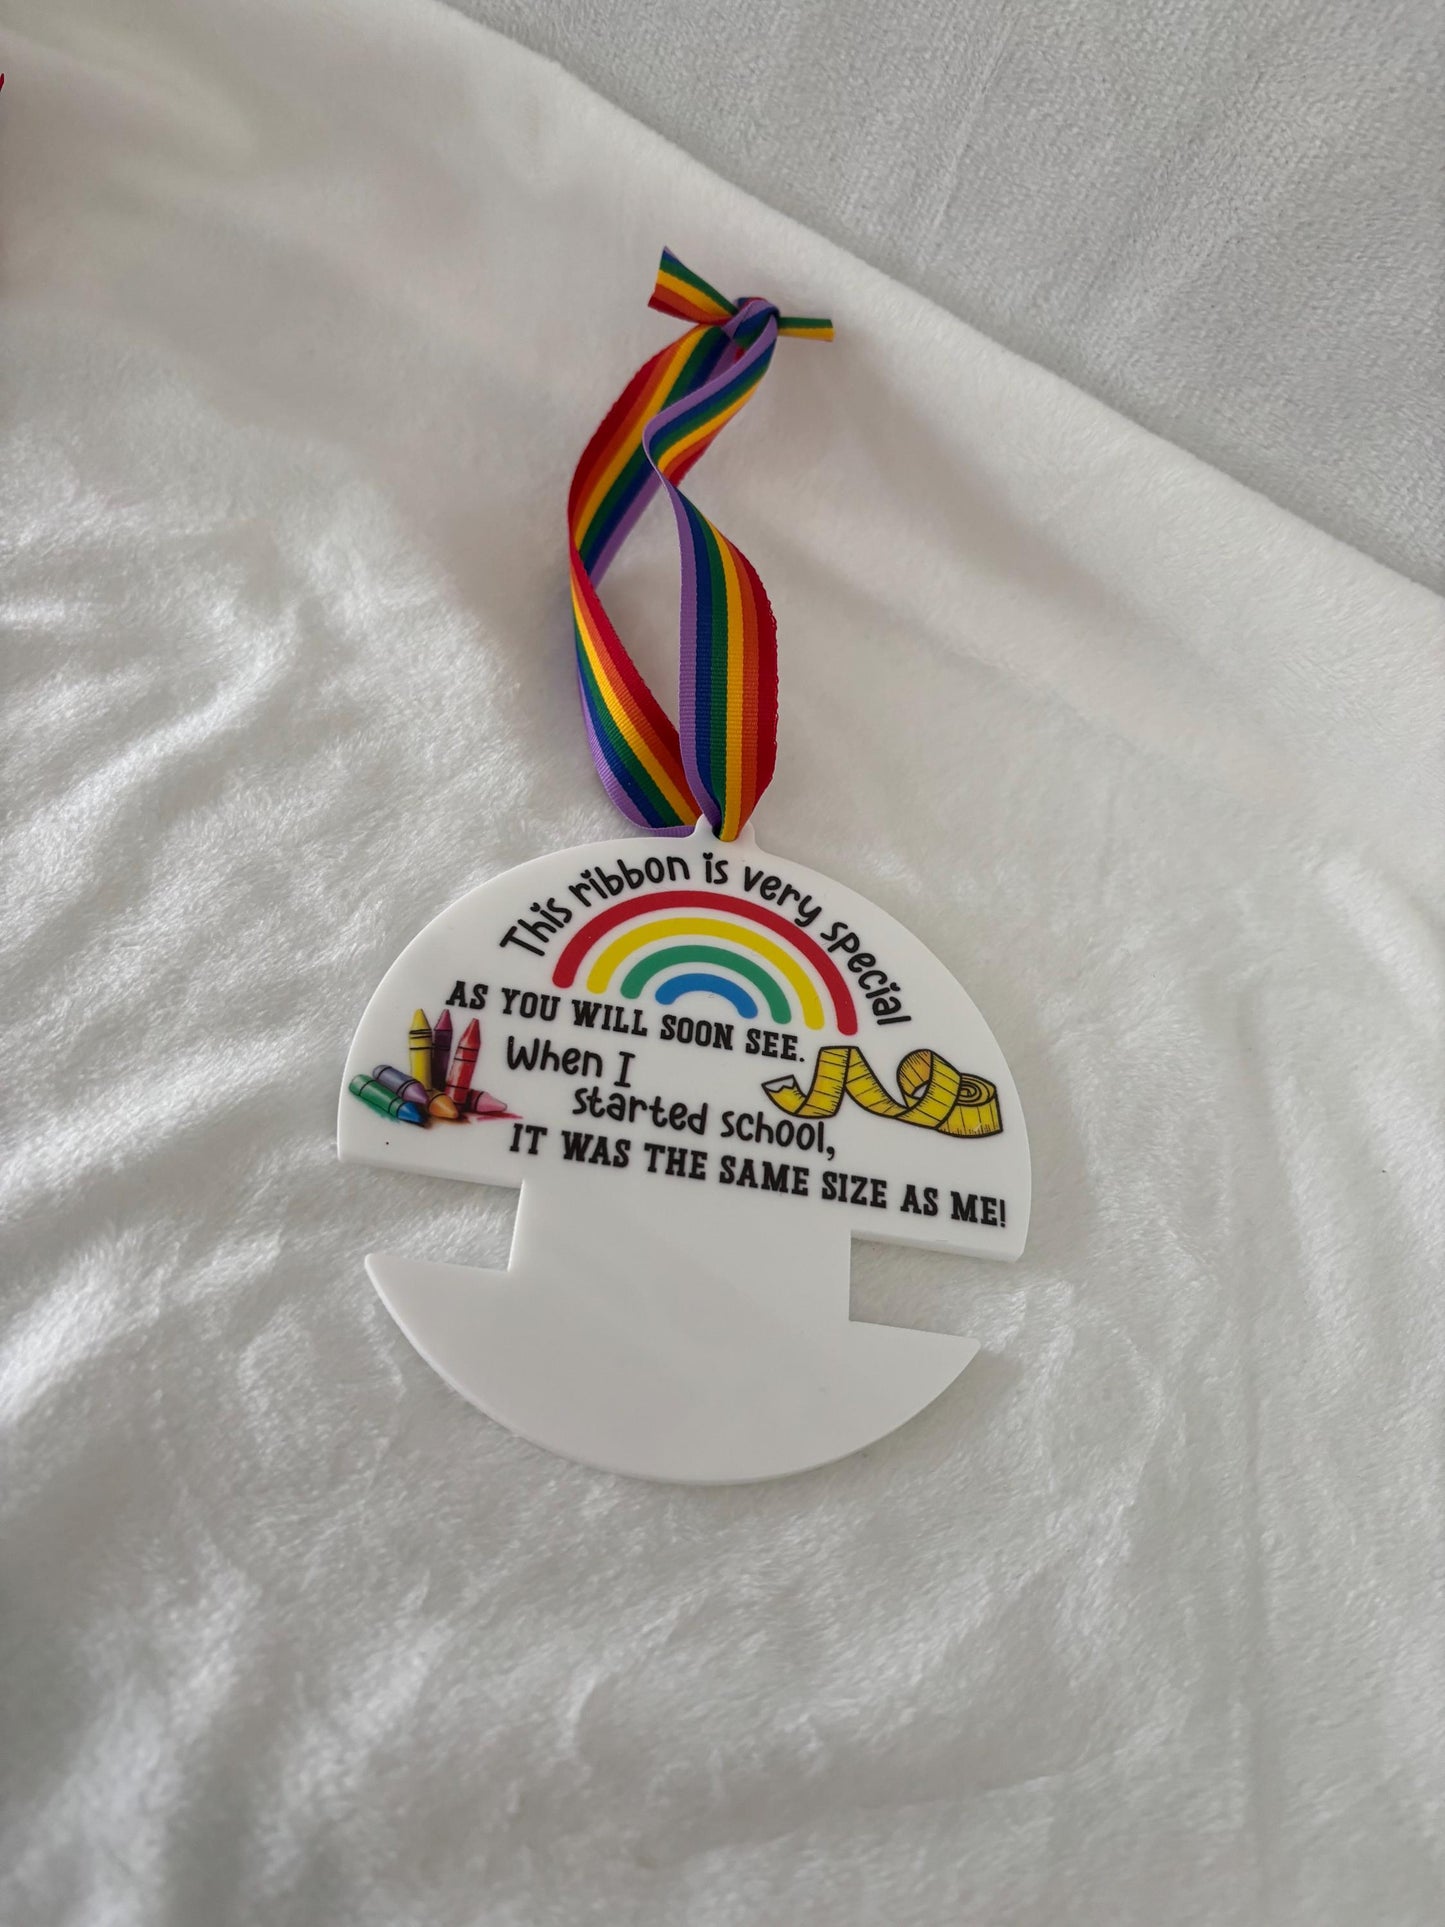 This ribbon is very special
AS YOU WILL SOON SEE.
When I
started school,
IT WAS THE SAME SIZE AS ME!